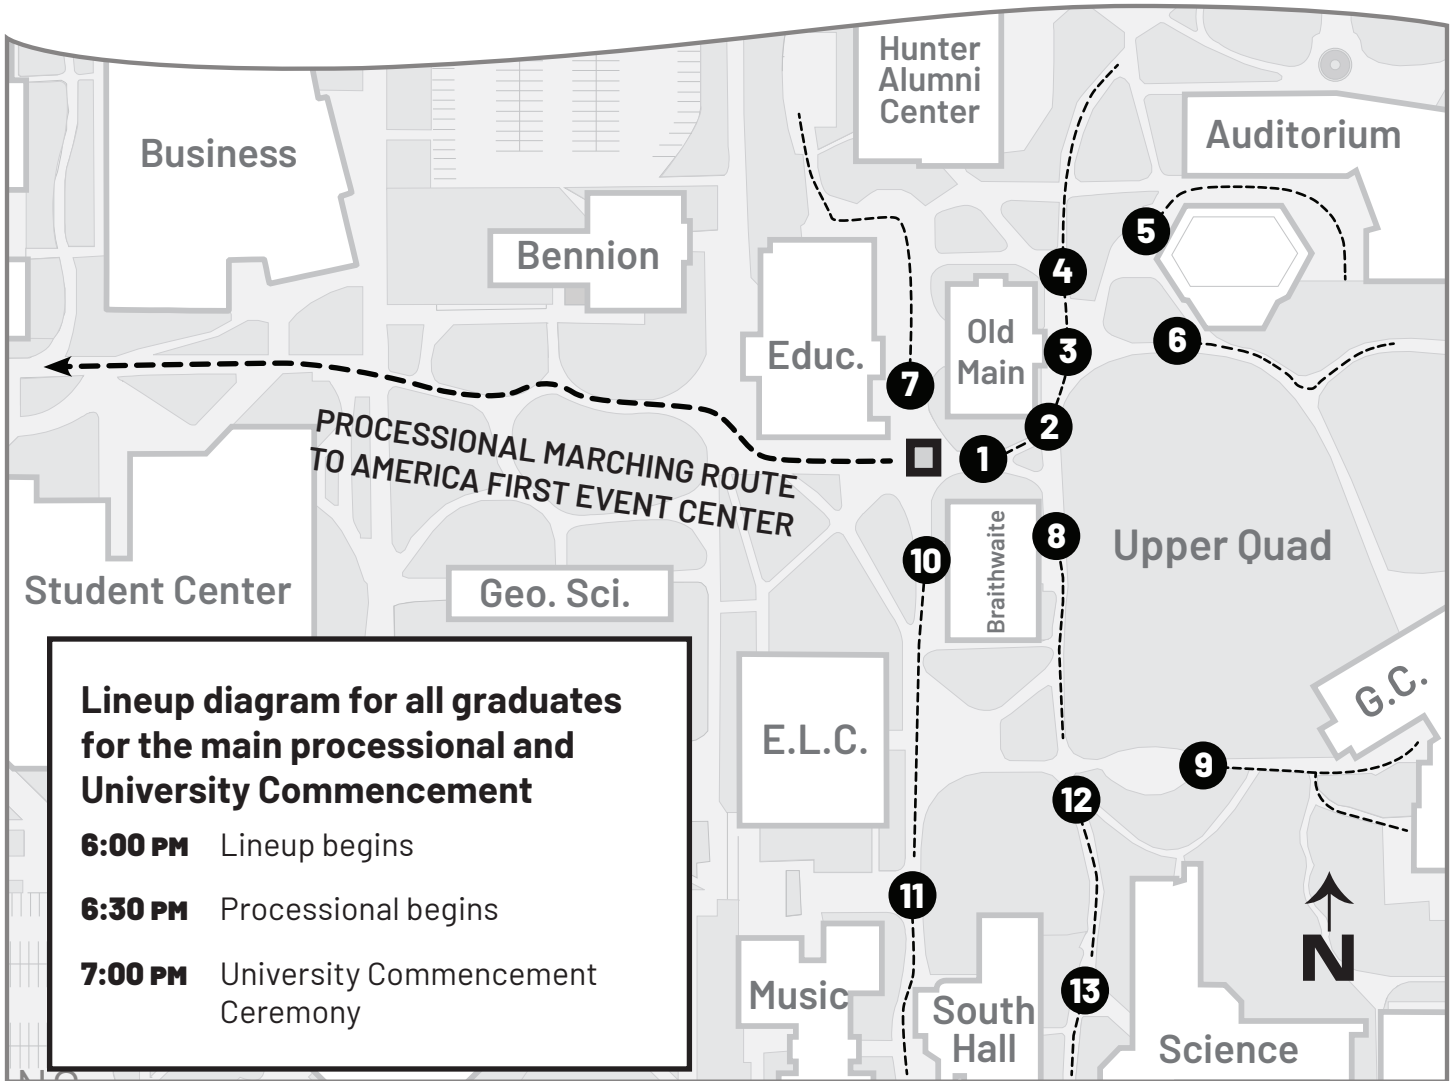 Hunter
Alumni
Center
Auditorium
Business
Bennion
5
4
Old
Main
Educ.
3
6
7
2
1
PROCESSIONAL MARCHING ROUTE
TO AMERICA FIRST EVENT CENTER
Braithwaite
8
Upper Quad
10
Student Center
Geo. Sci.
G.C.
E.L.C.
9
12
11
13
Music
South
Hall
Science
N
Lineup diagram for all graduates
for the main processional and
University Commencement
6:00 PM Lineup begins
6:30 PM Processional begins
7:00 PM University Commencement
Ceremony